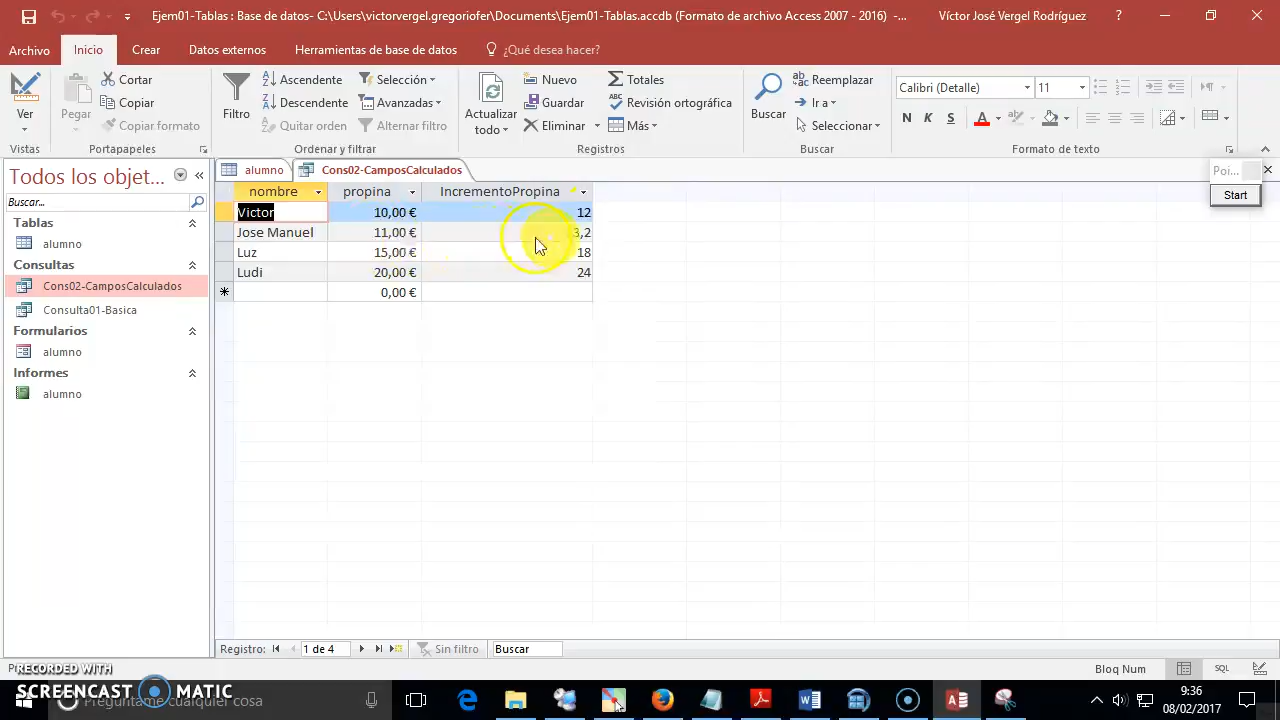 Ejem01-Tablas : Base de datos- C:\Users\victorvergel.gregoriofer\Documents\Ejem01-Tablas.accdb (Formato de archivo Access 2007 - 2016) -...
Víctor José Vergel Rodríguez
?
Archivo
Inicio
Crear
Datos externos
Herramientas de base de datos
¿Qué desea hacer?
Ver
Vistas
Pegar
Cortar
Copiar
Copiar formato
Portapapeles
Filtro
Ascendente
Descendente
Quitar orden
Selección
Avanzadas
Alternar filtro
Ordenar y filtrar
Actualizar
todo
Nuevo
Guardar
Eliminar
Totales
Revisión ortográfica
Más
Registros
Buscar
Reemplazar
Ir a
Seleccionar
Buscar
Calibri (Detalle)
11
N K S A
Formato de texto
Todos los objet...
Buscar...
Tablas
alumno
Consultas
Cons02-CamposCalculados
Consulta01-Basica
Formularios
alumno
Informes
alumno
alumno
Cons02-CamposCalculados
nombre propina IncrementoPropina
Victor 10,00 € 12
Jose Manuel 11,00 € 3,2
Luz 15,00 € 18
Ludi 20,00 € 24
0,00 €
Poi...
Start
Registro: 1 de 4 Sin filtro Buscar
Bloq Num
SQL
RECORDED WITH
SCREENCAST MATIC
Pregúntame cualquier cosa
9:36
08/02/2017